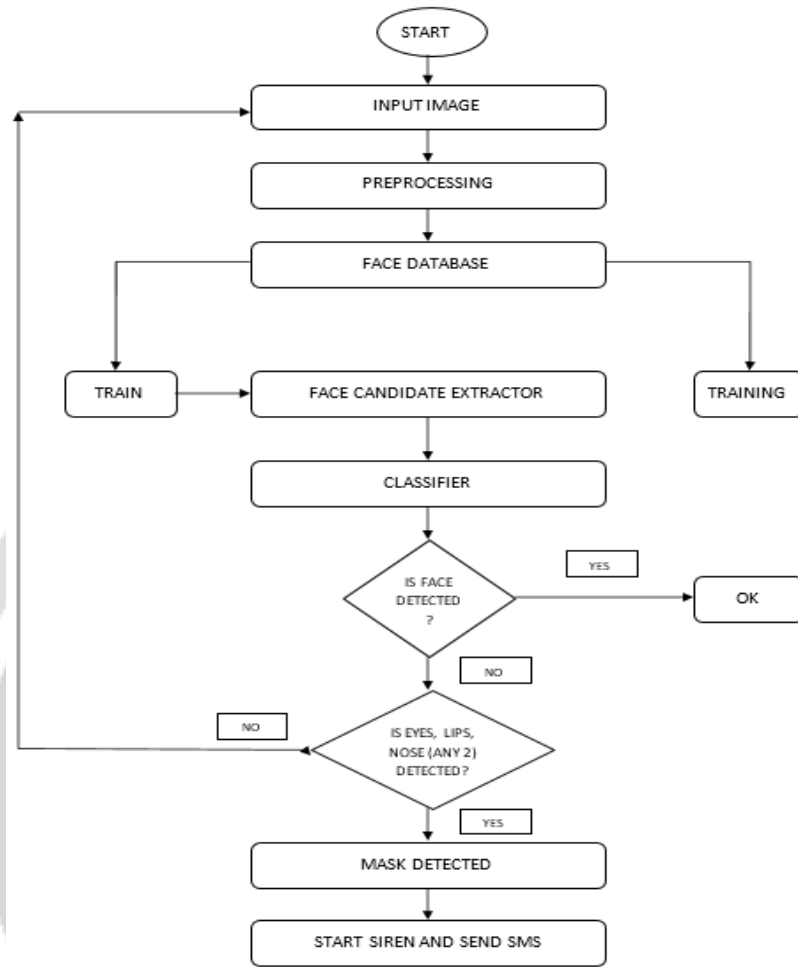 START
INPUT IMAGE
PREPROCESSING
FACE DATABASE
TRAIN
FACE CANDIDATE EXTRACTOR
TRAINING
CLASSIFIER
IS FACE
DETECTED
?
YES
OK
NO
NO
IS EYES, LIPS,
NOSE (ANY 2)
DETECTED?
YES
MASK DETECTED
START SIREN AND SEND SMS